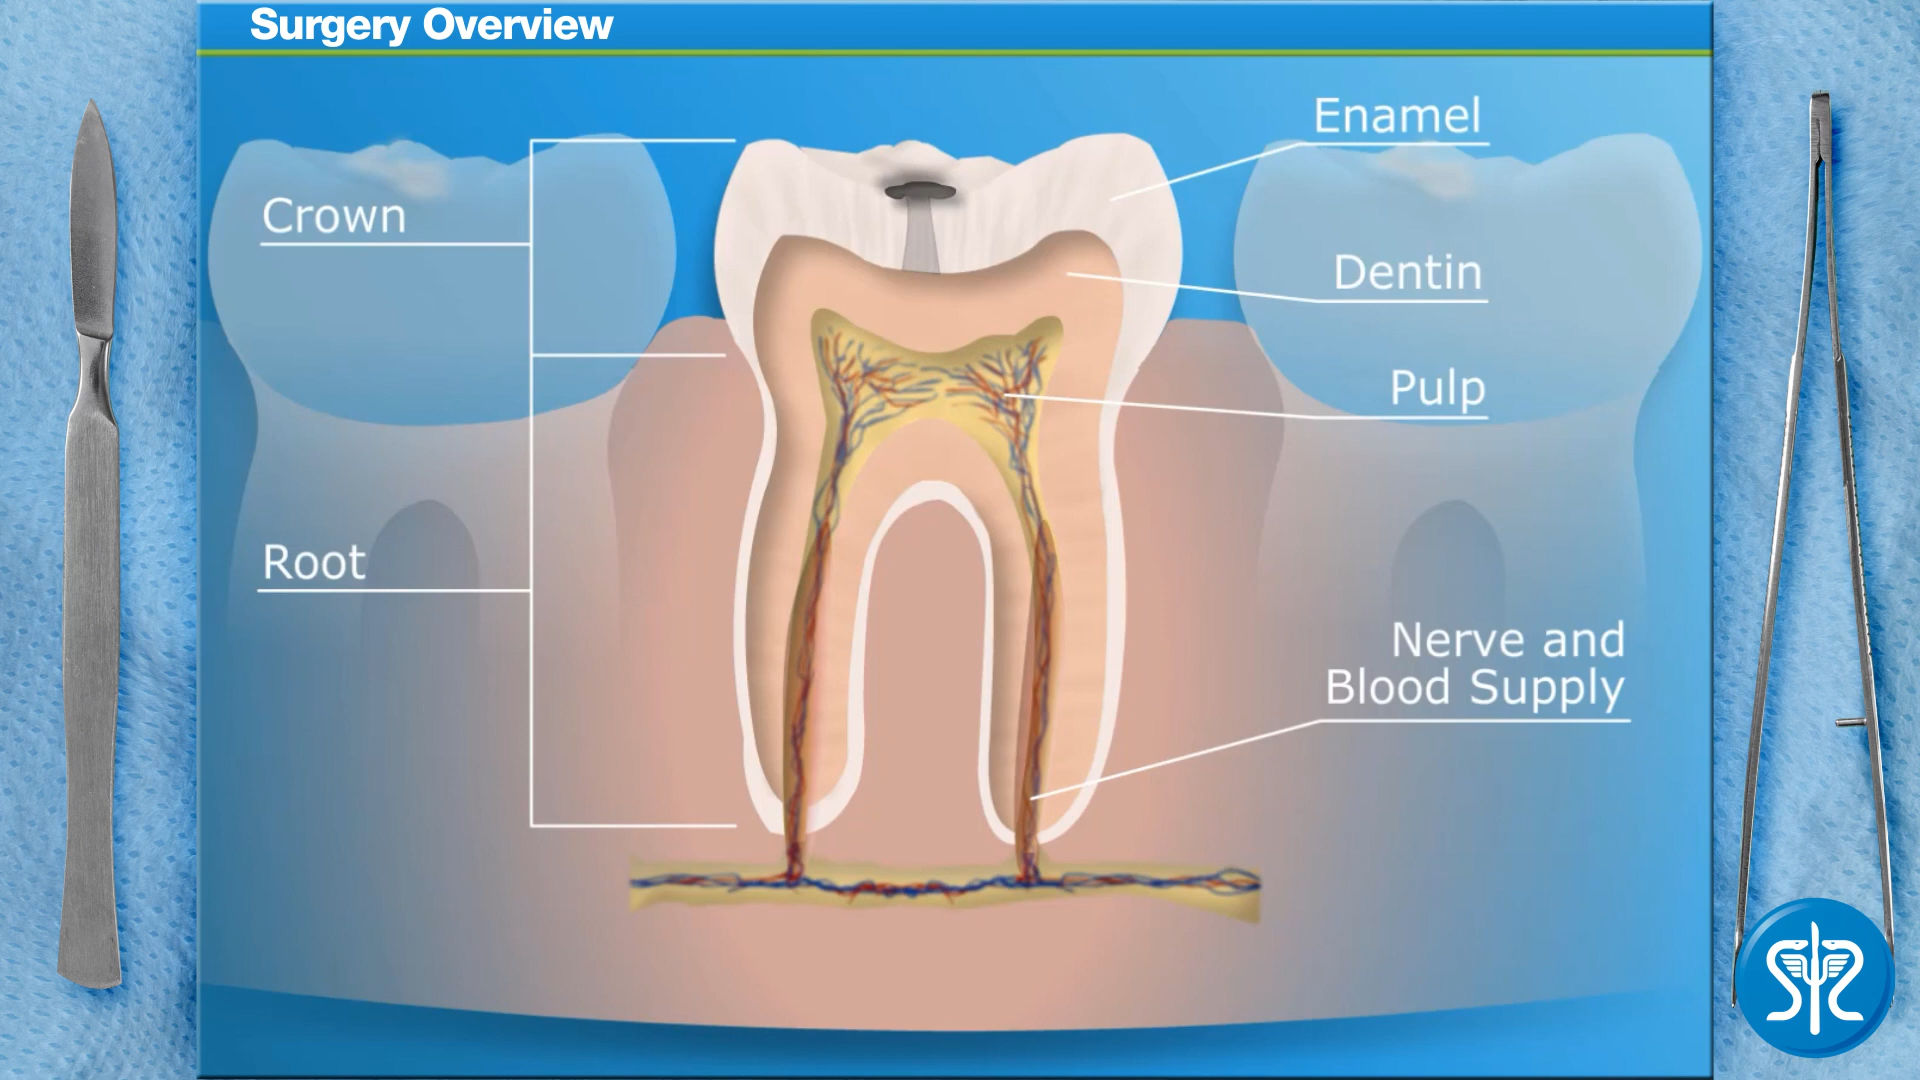 Surgery Overview
Enamel
Crown
Dentin
Pulp
Root
Nerve and
Blood Supply